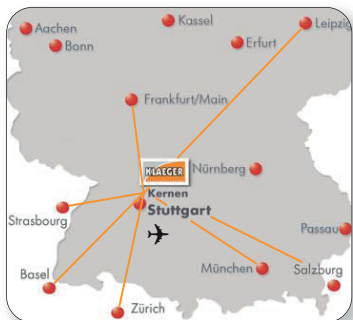 Kassel
Leipzig
Aachen
Bonn
Erfurt
Frankfurt/Main
KLAEGER
Nürnberg
Kernen
Stuttgart
Strasbourg
Passau
München
Salzburg
Basel
Zürich